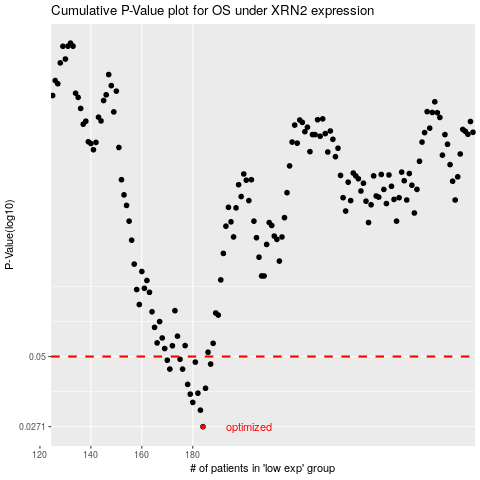 Cumulative P-Value plot for OS under XRN2 expression
P-Value(log10)
0.05
0.0271
optimized
120 140 160 180
# of patients in 'low exp' group